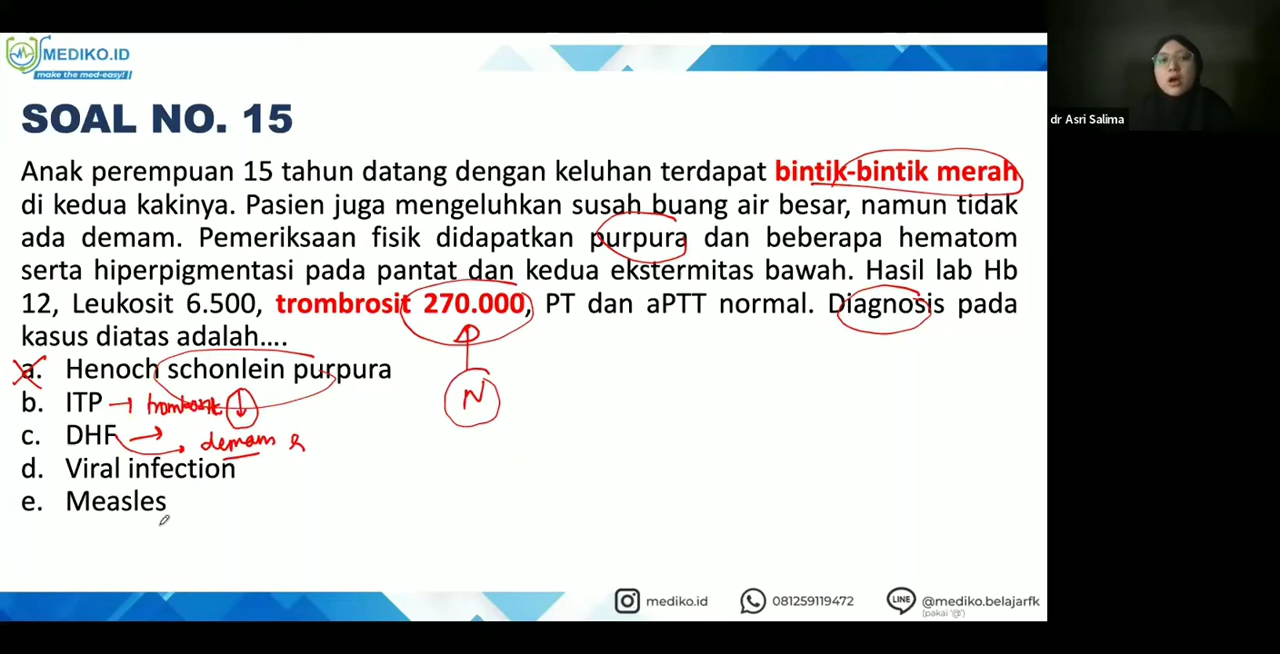 MEDIKO.ID
make the med-easy!
dr Asri Salima
SOAL NO. 15
Anak perempuan 15 tahun datang dengan keluhan terdapat bintik-bintik merah
di kedua kakinya. Pasien juga mengeluhkan susah buang air besar, namun tidak
ada demam. Pemeriksaan fisik didapatkan purpura dan beberapa hematom
serta hiperpigmentasi pada pantat dan kedua ekstermitas bawah. Hasil lab Hb
12, Leukosit 6.500, trombrosit 270.000, PT dan aPTT normal. Diagnosis pada
kasus diatas adalah....
a. Henoch schonlein purpura
b. ITP → ↓
N
c. DHF →
demam &
d. Viral infection
e. Measles
mediko.id
081259119472
LINE
@mediko.belajarfk
(pakai '@')